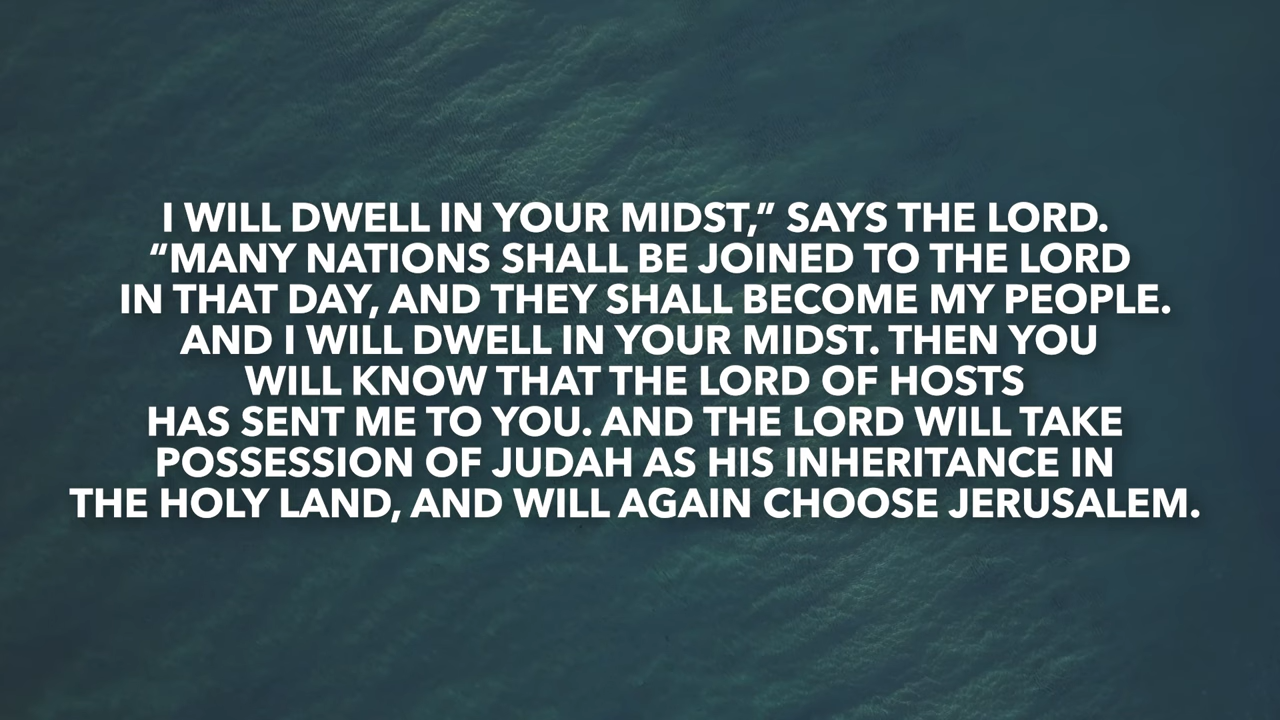 I WILL DWELL IN YOUR MIDST,” SAYS THE LORD.
“MANY NATIONS SHALL BE JOINED TO THE LORD
IN THAT DAY, AND THEY SHALL BECOME MY PEOPLE.
AND I WILL DWELL IN YOUR MIDST. THEN YOU
WILL KNOW THAT THE LORD OF HOSTS
HAS SENT ME TO YOU. AND THE LORD WILL TAKE
POSSESSION OF JUDAH AS HIS INHERITANCE IN
THE HOLY LAND, AND WILL AGAIN CHOOSE JERUSALEM.